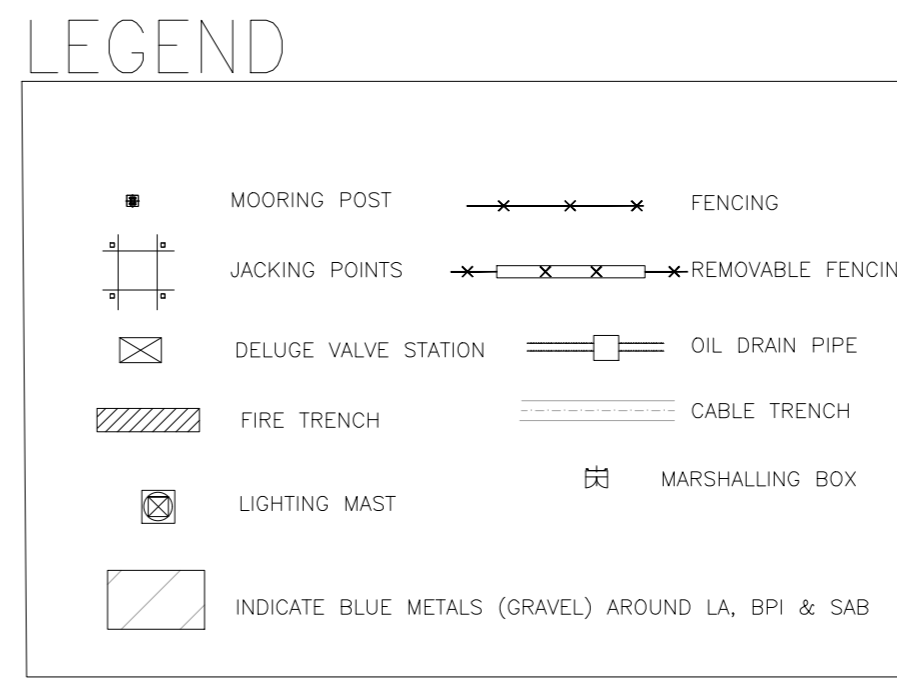 LEGEND
MOORING POST
FENCING
JACKING POINTS
REMOVABLE FENCIN
DELUGE VALVE STATION
OIL DRAIN PIPE
FIRE TRENCH
CABLE TRENCH
LIGHTING MAST
MARSHALLING BOX
INDICATE BLUE METALS (GRAVEL) AROUND LA, BPI & SAB